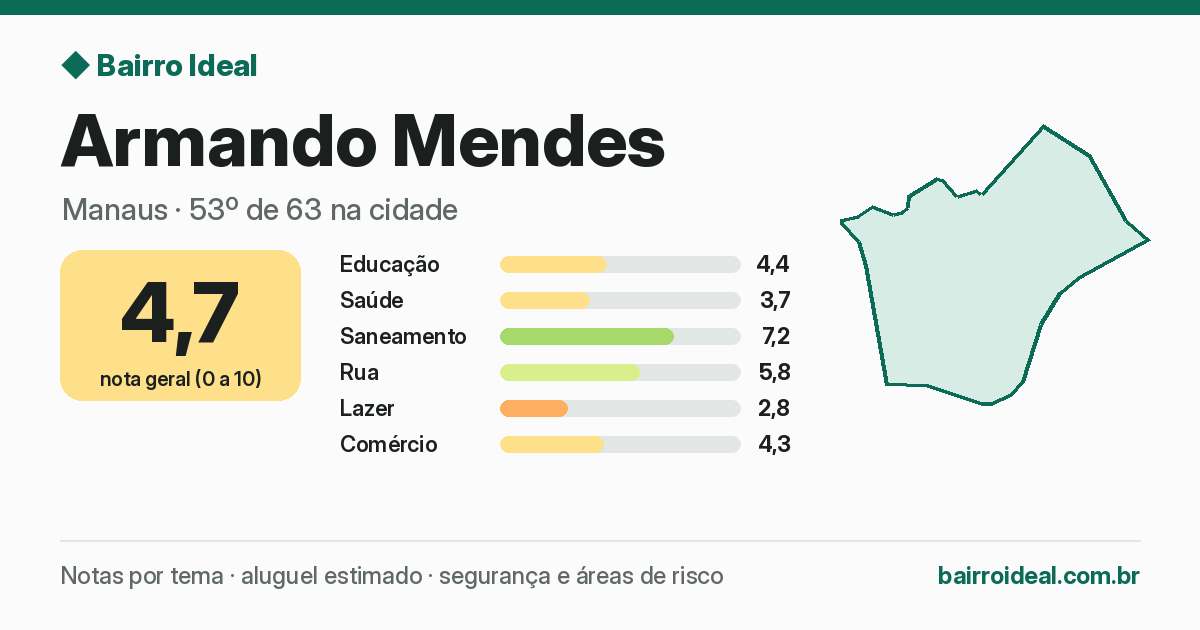 Bairro Ideal
Armando Mendes
Manaus · 53º de 63 na cidade
4,7
nota geral (0 a 10)
Educação 4,4
Saúde 3,7
Saneamento 7,2
Rua 5,8
Lazer 2,8
Comércio 4,3
Notas por tema · aluguel estimado · segurança e áreas de risco
bairroideal.com.br